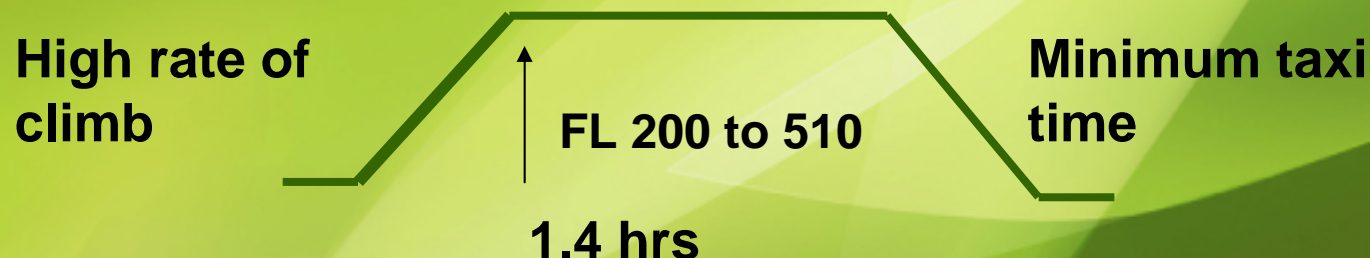 High rate of
climb
FL 200 to 510
1.4 hrs
Minimum taxi
time